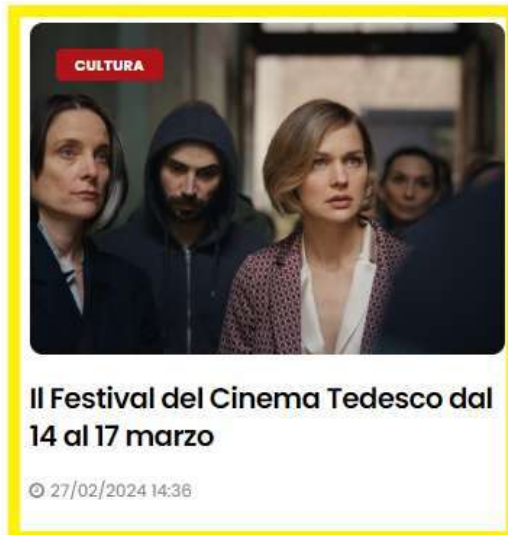 CULTURA
Il Festival del Cinema Tedesco dal
14 al 17 marzo
27/02/2024 14:36